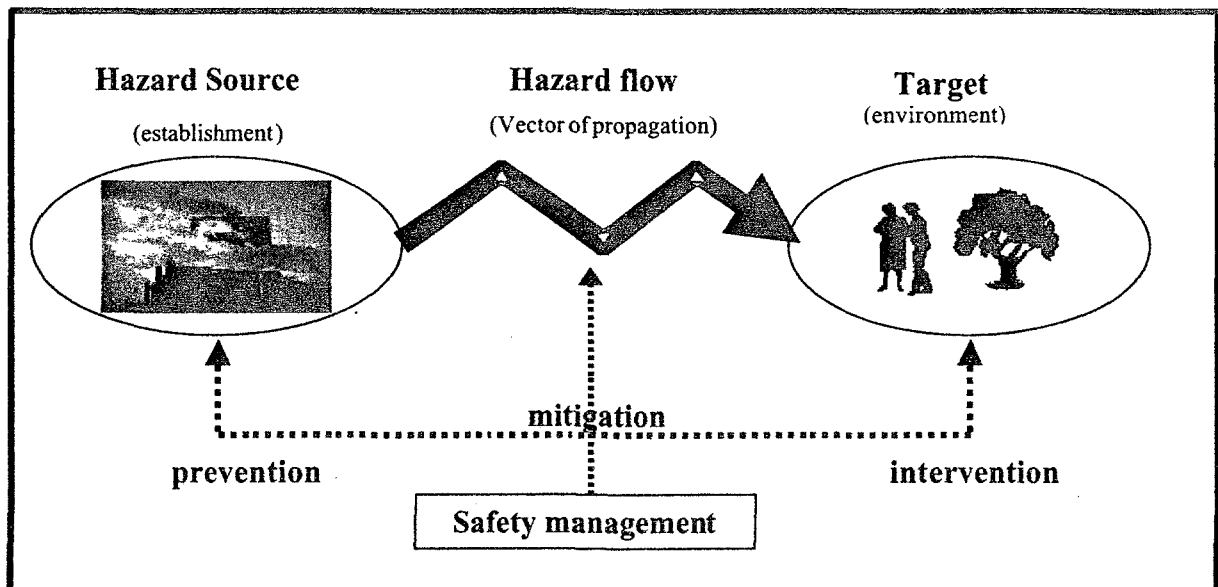 Hazard Source
(establishment)
Hazard flow
(Vector of propagation)
Target
(environment)
mitigation
prevention
intervention
Safety management